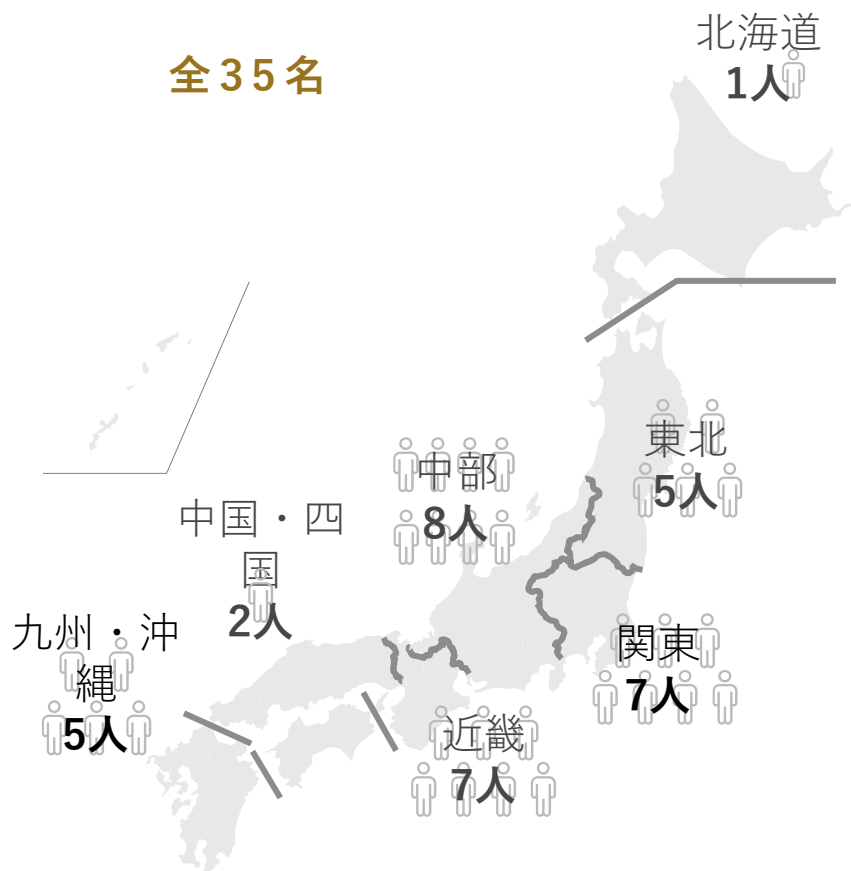 北海道
1人
全35名
東北
5人
中部
8人
中国・四
国
2人
九州・沖
縄
5人
関東
7人
近畿
7人